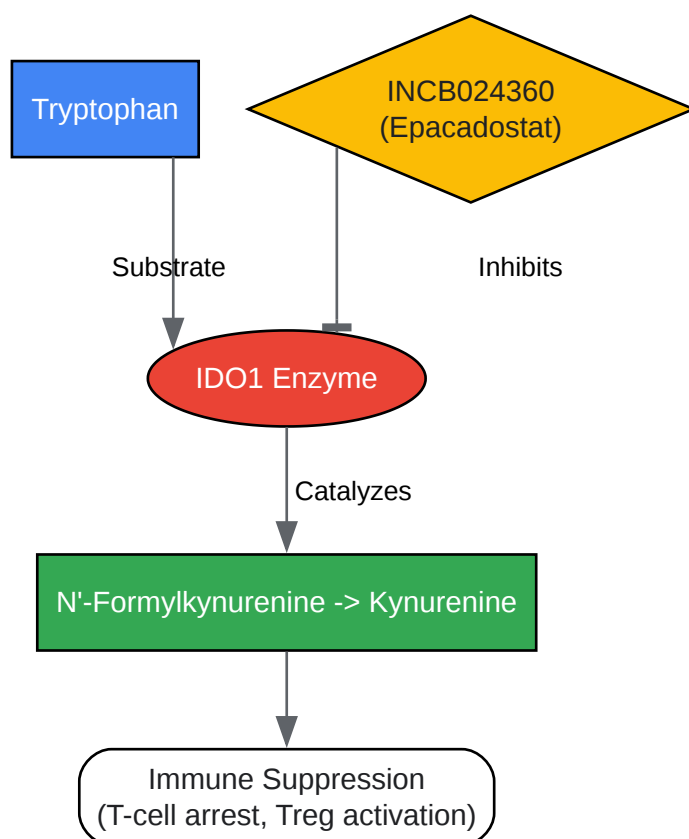 Tryptophan
INCB024360
(Epacadostat)
Substrate
Inhibits
IDO1 Enzyme
Catalyzes
N'-Formylkynurenine -> Kynurenine
Immune Suppression
(T-cell arrest, Treg activation)